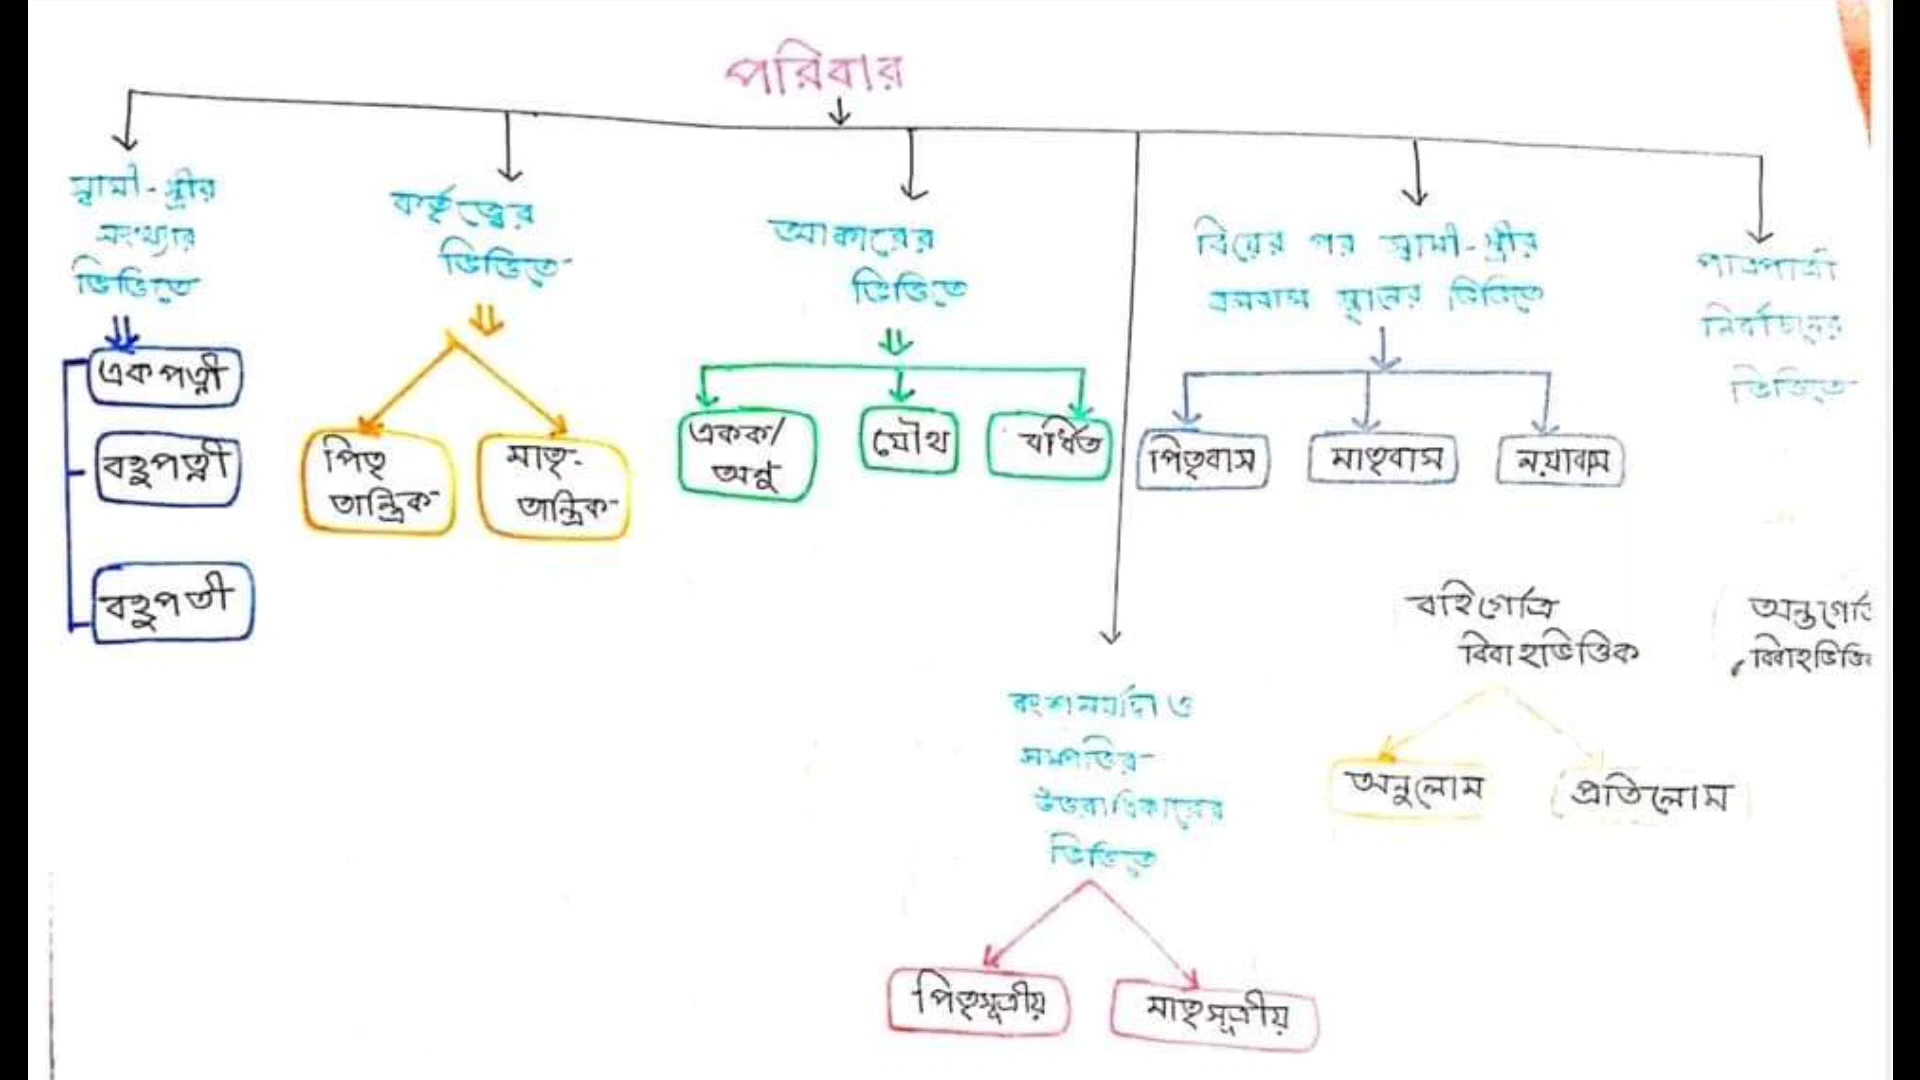 পরিবার
স্বামী-স্ত্রীর
সংখ্যার
ভিত্তিতে
একপত্নী
বহুপত্নী
বহুপতী
কর্তৃত্বের
ভিত্তিতে
পিতৃ
তান্ত্রিক
মাতৃ-
তান্ত্রিক
আকারের
ভিত্তিতে
একক/
অনু
যৌথ
বর্ধিত
বিয়ের পর স্বামী-স্ত্রীর
বসবাস স্থানের ভিত্তিতে
পিতৃবাস
মাতৃবাস
নয়াবাস
পাত্রপাত্রী
নির্বাচনের
ভিত্তিতে
বহির্গোত্র
বিবাহভিত্তিক
অনুলোম
প্রতিলোম
বংশমর্যাদা ও
সম্পত্তির
উত্তরাধিকারের
ভিত্তিতে
পিতৃসূত্রীয়
মাতৃসূত্রীয়